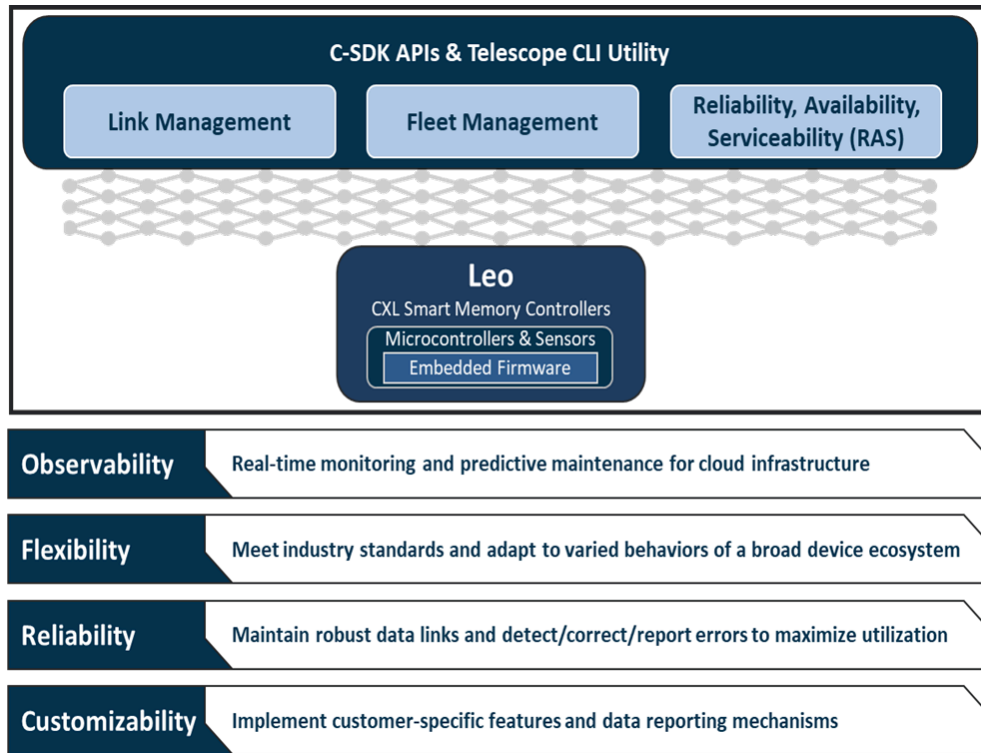 C-SDK APIs & Telescope CLI Utility
Link Management
Fleet Management
Reliability, Availability,
Serviceability (RAS)
Leo
CXL Smart Memory Controllers
Microcontrollers & Sensors
Embedded Firmware
Observability
Real-time monitoring and predictive maintenance for cloud infrastructure
Flexibility
Meet industry standards and adapt to varied behaviors of a broad device ecosystem
Reliability
Maintain robust data links and detect/correct/report errors to maximize utilization
Customizability
Implement customer-specific features and data reporting mechanisms